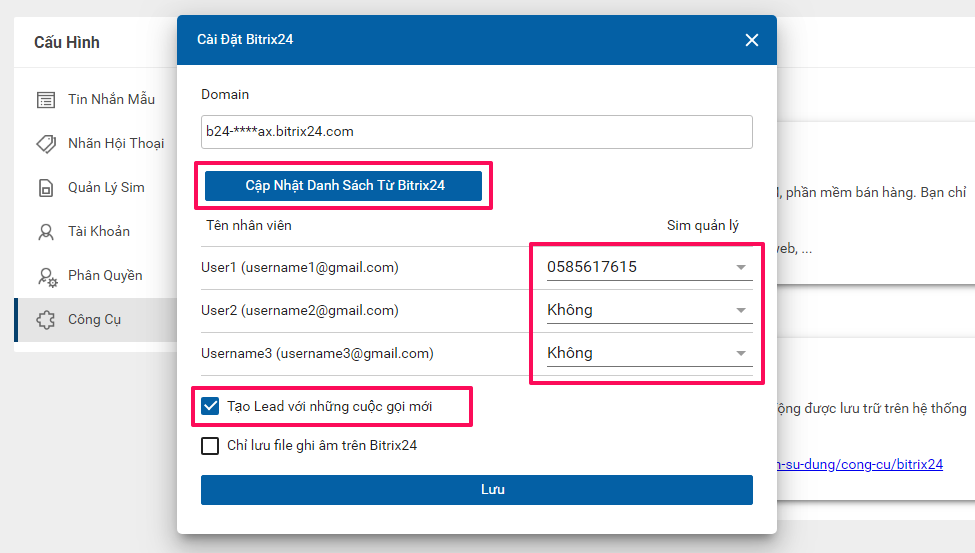 Cấu Hình
Tin Nhắn Mẫu
Nhãn Hội Thoại
Quản Lý Sim
Tài Khoản
Phân Quyền
Công Cụ
Cài Đặt Bitrix24
Domain
b24-****ax.bitrix24.com
Cập Nhật Danh Sách Từ Bitrix24
Tên nhân viên Sim quản lý
User1 (username1@gmail.com) 0585617615
User2 (username2@gmail.com) Không
Username3 (username3@gmail.com) Không
Tạo Lead với những cuộc gọi mới
Chỉ lưu file ghi âm trên Bitrix24
Lưu
, phần mềm bán hàng. Bạn chỉ
web, ...
động được lưu trữ trên hệ thống
n-su-dung/cong-cu/bitrix24